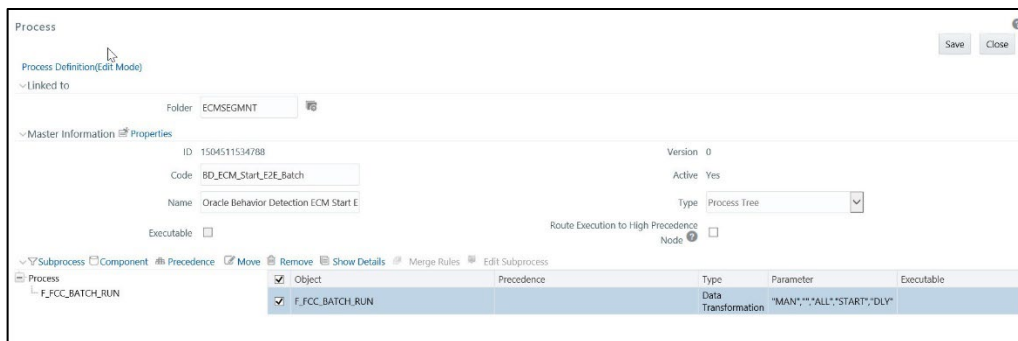 Process
Save Close
Process Definition(Edit Mode)
Linked to
Folder ECMSEGMNT
Master Information Properties
ID 1504511534788 Version 0
Code BD_ECM_Start_E2E_Batch Active Yes
Name Oracle Behavior Detection ECM Start E Type Process Tree
Executable Route Execution to High Precedence
Node ?
Subprocess Component Precedence Move Remove Show Details Merge Rules Edit Subprocess
Process Object Precedence Type Parameter Executable
F_FCC_BATCH_RUN F_FCC_BATCH_RUN Data
Transformation "MAN","","ALL","START","DLY"